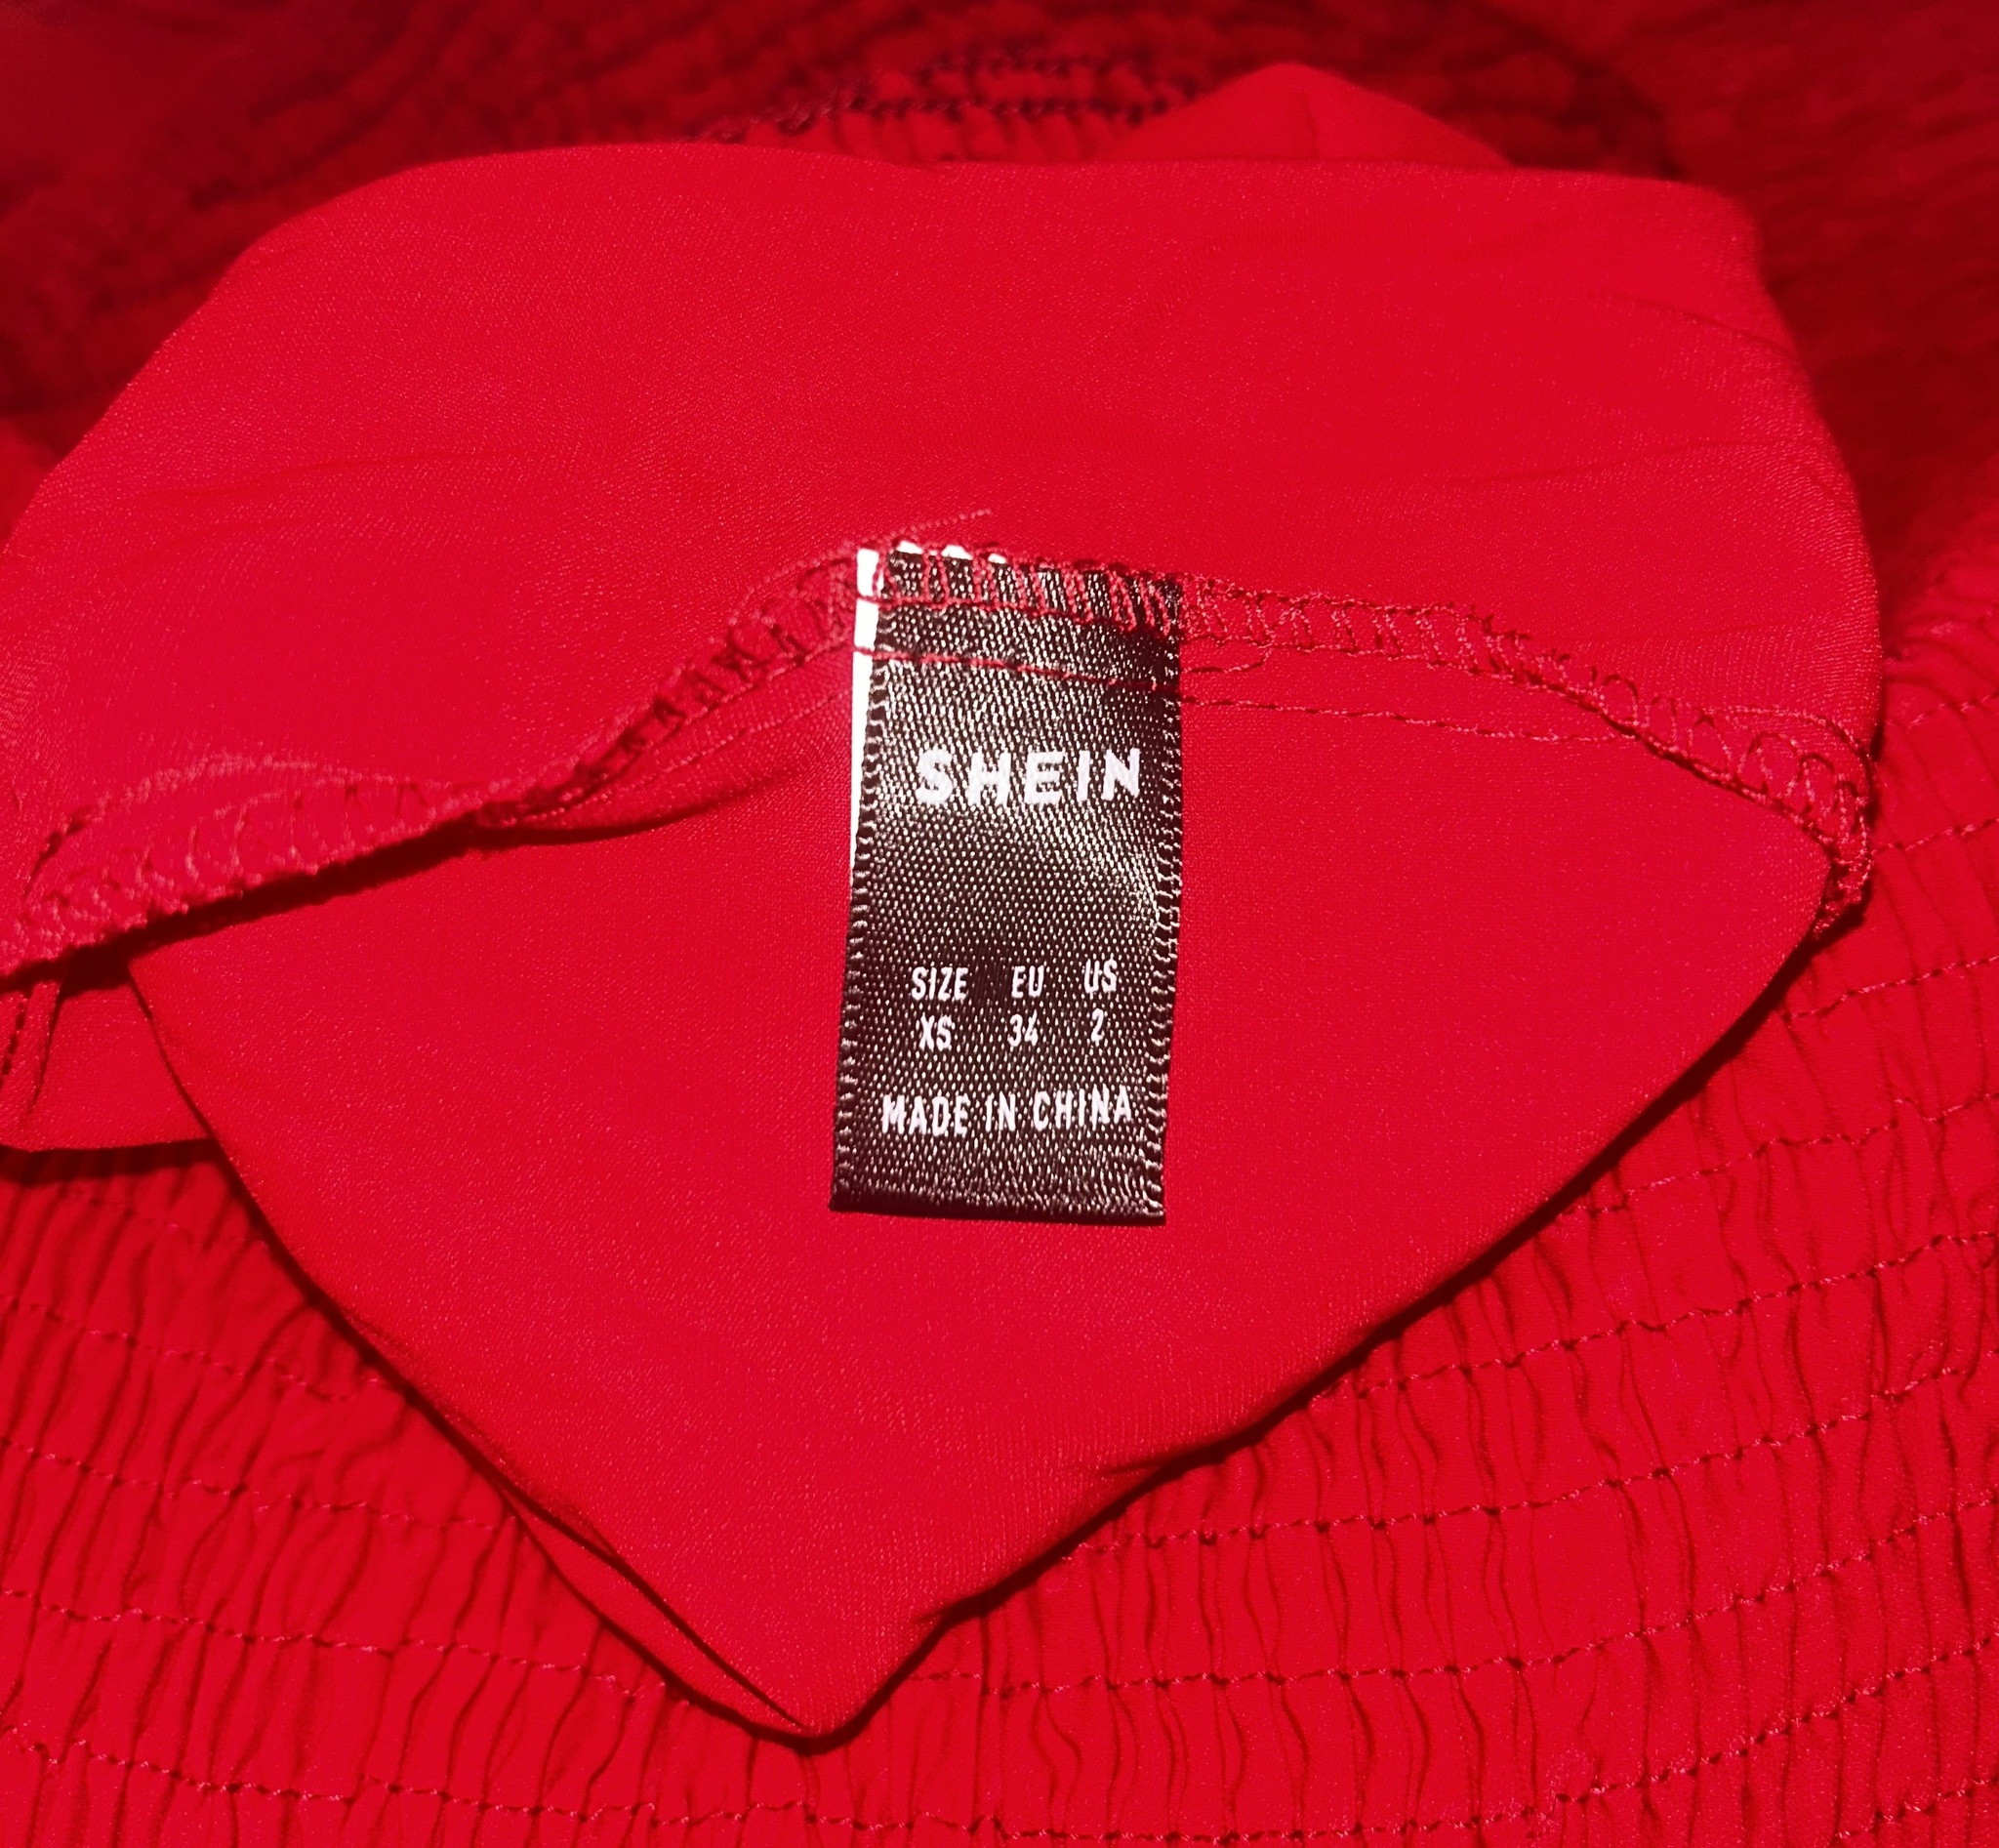 SHEIN
SIZE EU US
XS 34 2
MADE IN CHINA